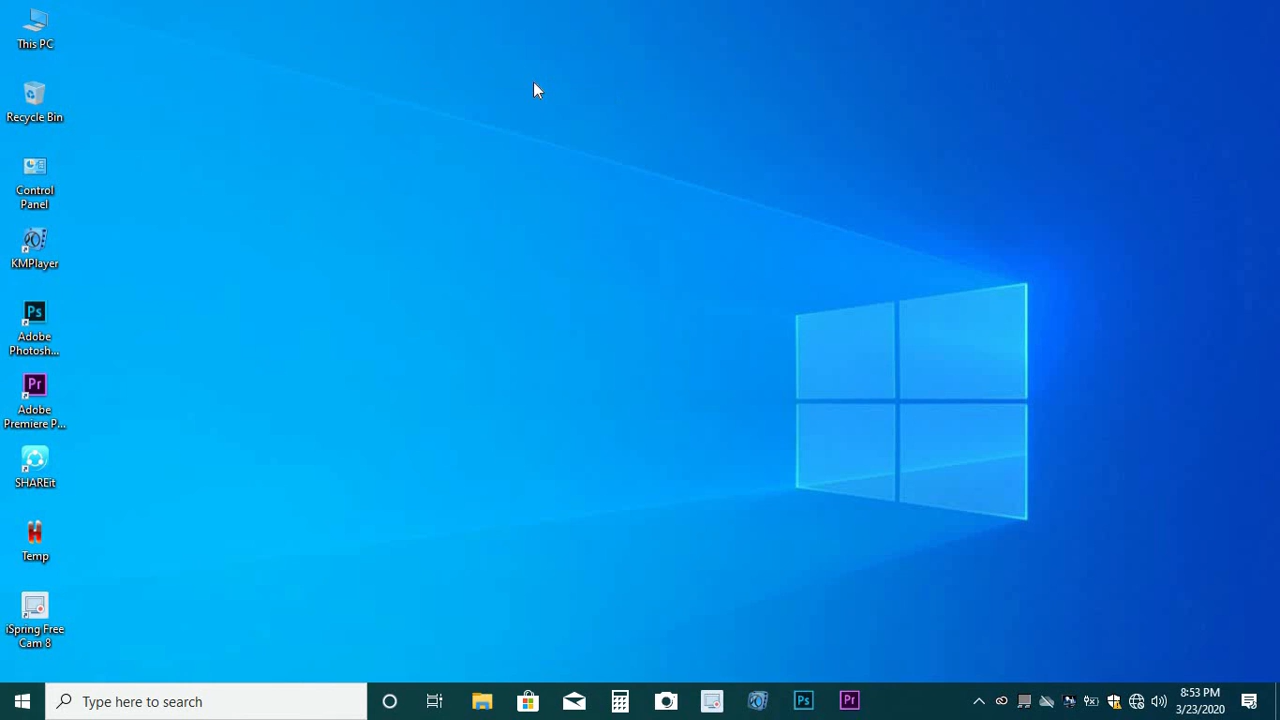 This PC
Recycle Bin
Control
Panel
KMPlayer
Ps
Adobe
Photosh...
Pr
Adobe
Premiere P...
SHAREit
H
Temp
iSpring Free
Cam 8
Type here to search
Ps
Pr
8:53 PM
3/23/2020